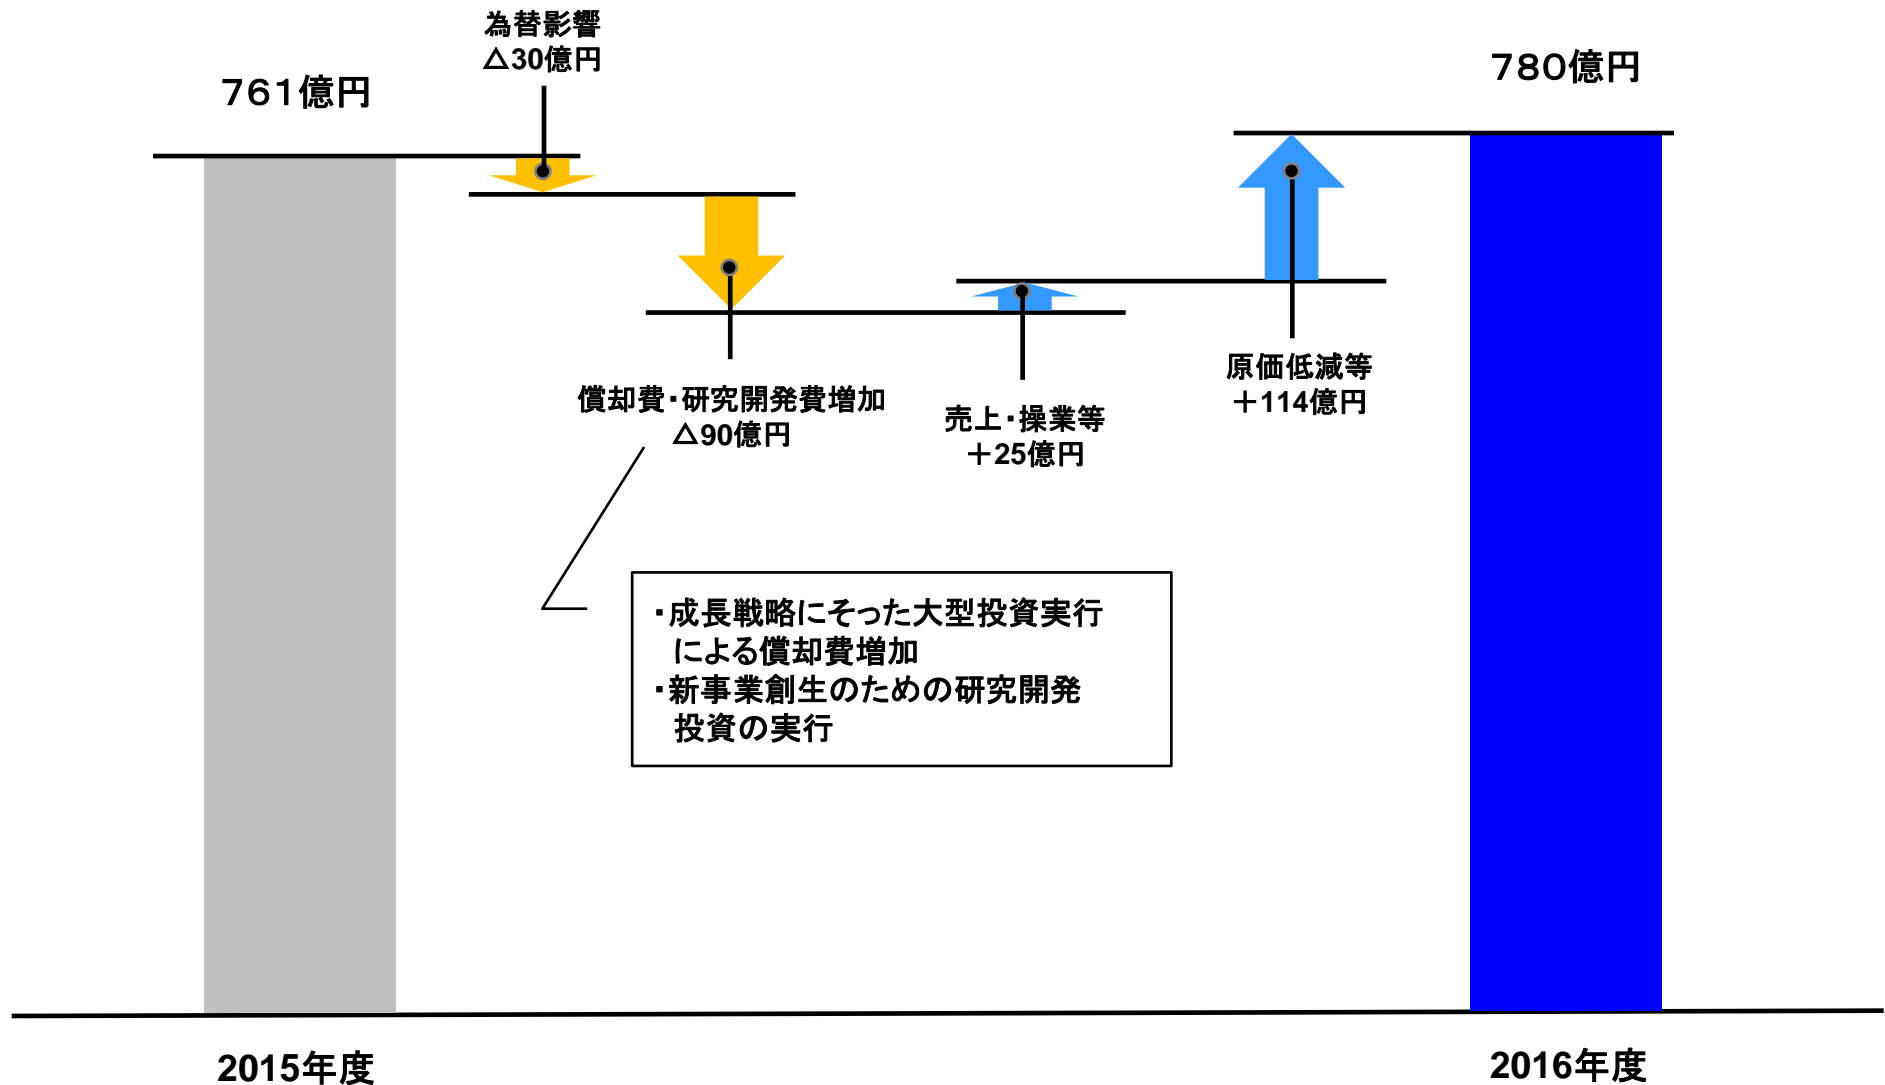 為替影響
△30億円
７６１億円
７８０億円
償却費・研究開発費増加
△90億円
売上・操業等
＋25億円
原価低減等
＋114億円
・成長戦略にそった大型投資実行
による償却費増加
・新事業創生のための研究開発
投資の実行
2015年度
2016年度